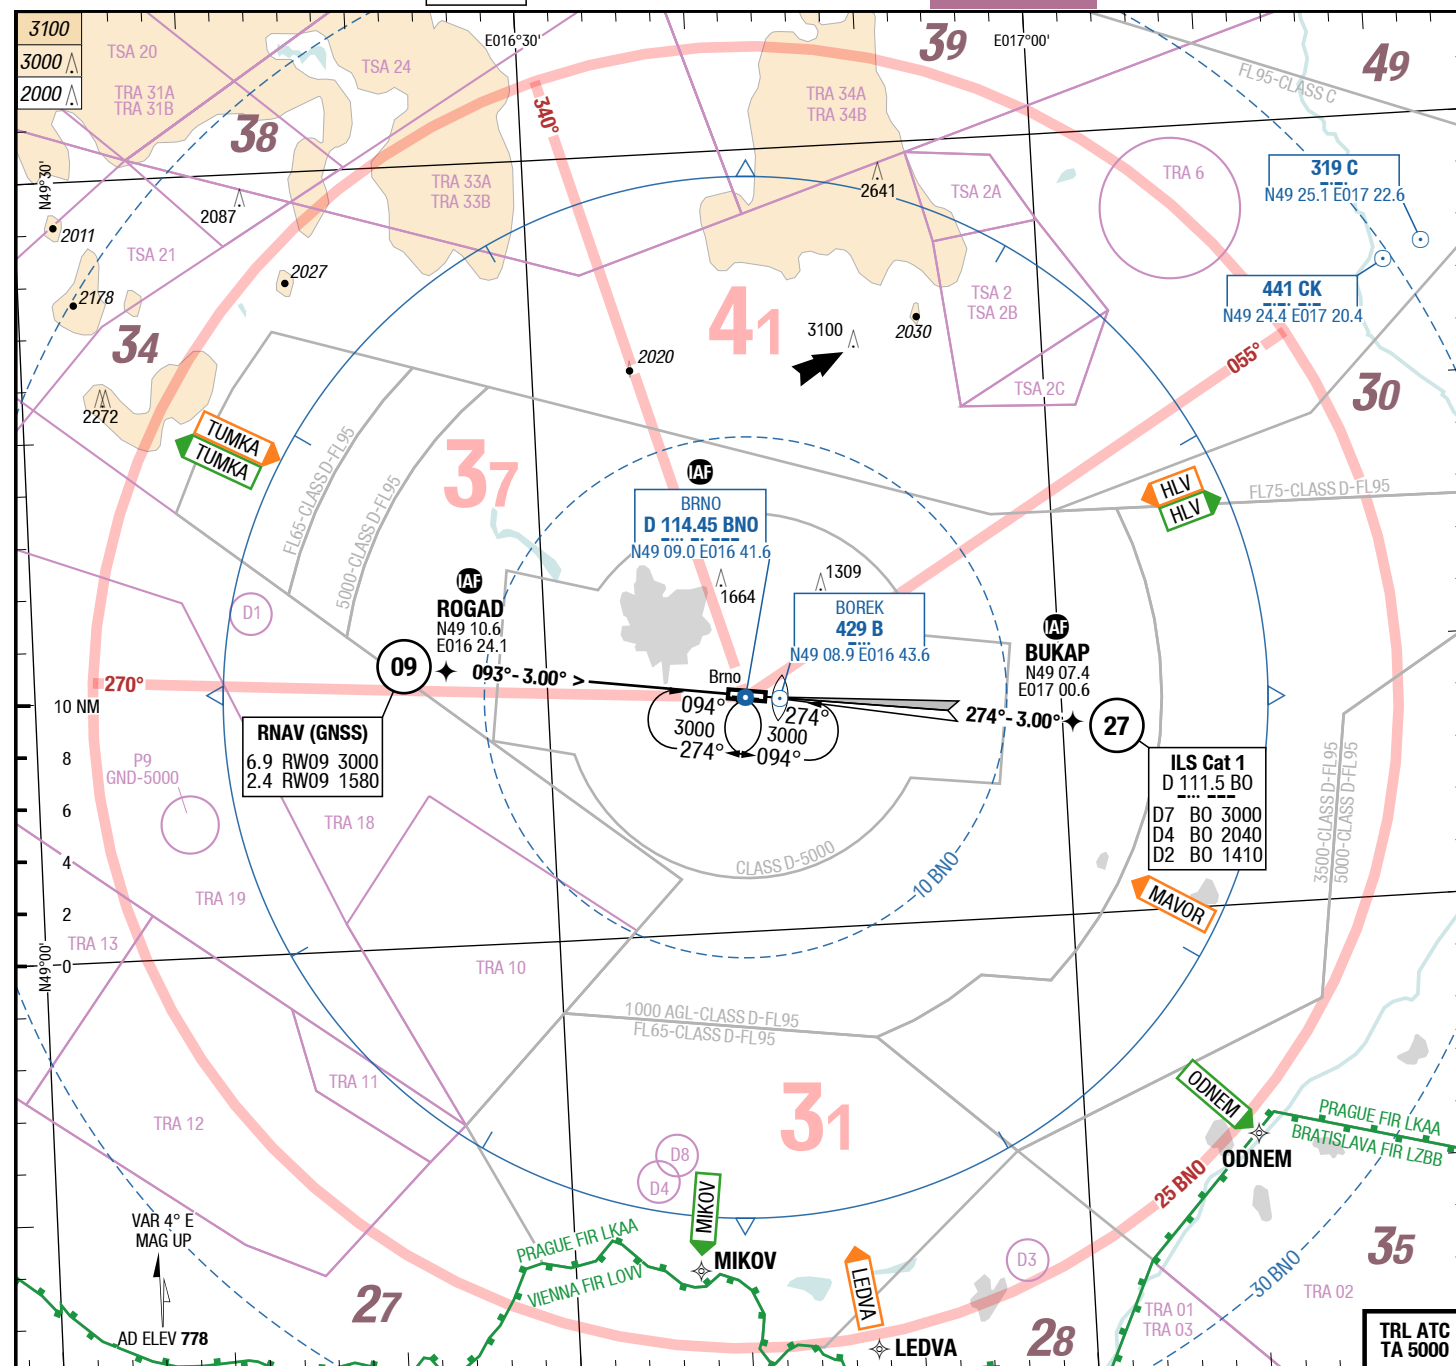 3100
3000
2000
TSA 20
TRA 31A
TRA 31B
TSA 24
E016°30'
39
E017°00'
49
FL95-CLASS C
38
340°
TRA 34A
TRA 34B
N49°30'
2087
TRA 33A
TRA 33B
2641
TSA 2A
TRA 6
319 C
N49 25.1 E017 22.6
2011
TSA 21
2027
2178
34
441 CK
N49 24.4 E017 20.4
41
3100
2030
TSA 2
TSA 2B
2020
055°
TSA 2C
30
2272
TUMKA
TUMKA
FL65-CLASS D-FL95
5000-CLASS D-FL95
37
IAF
BRNO
D 114.45 BNO
N49 09.0 E016 41.6
HLV
HLV
FL75-CLASS D-FL95
D1
IAF
ROGAD
N49 10.6
E016 24.1
1664
1309
BOREK
429 B
N49 08.9 E016 43.6
IAF
BUKAP
N49 07.4
E017 00.6
270°
09
093°- 3.00° >
Brno
094°
3000
274°
274°
3000
094°
274°- 3.00°
27
10 NM
8
6
4
2
0
RNAV (GNSS)
6.9 RW09 3000
2.4 RW09 1580
P9
GND-5000
ILS Cat 1
D 111.5 BO
D7 BO 3000
D4 BO 2040
D2 BO 1410
TRA 18
CLASS D-5000
10 BNO
3500-CLASS D-FL95
5000-CLASS D-FL95
TRA 19
MAVOR
TRA 13
N49°00'
TRA 10
1000 AGL-CLASS D-FL95
FL65-CLASS D-FL95
TRA 11
TRA 12
31
D8
D4
MIKOV
ODNEM
PRAGUE FIR LKAA
BRATISLAVA FIR LZBB
ODNEM
25 BNO
VAR 4° E
MAG UP
PRAGUE FIR LKAA
VIENNA FIR LOVV
MIKOV
LEDVA
D3
30 BNO
35
TRA 02
TRA 01
TRA 03
27
AD ELEV 778
LEDVA
28
TRL ATC
TA 5000